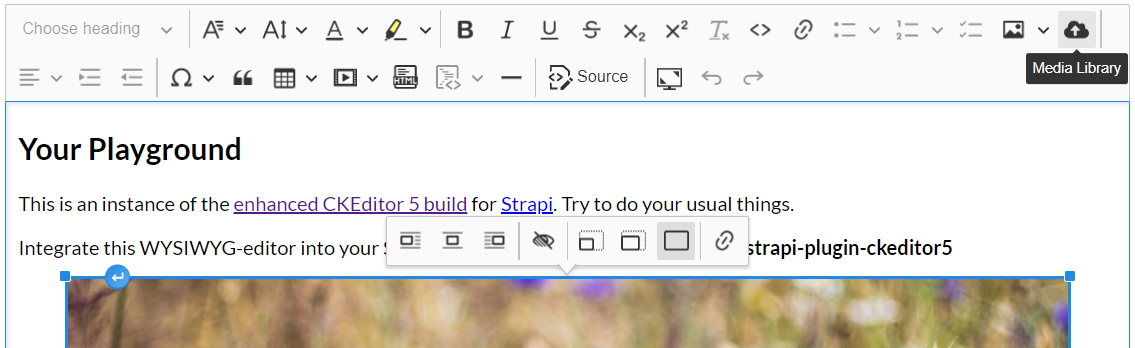 Choose heading
Media Library
HTML
Source
Your Playground
This is an instance of the enhanced CKEditor 5 build for Strapi. Try to do your usual things.
Integrate this WYSIWYG-editor into your strapi-plugin-ckeditor5